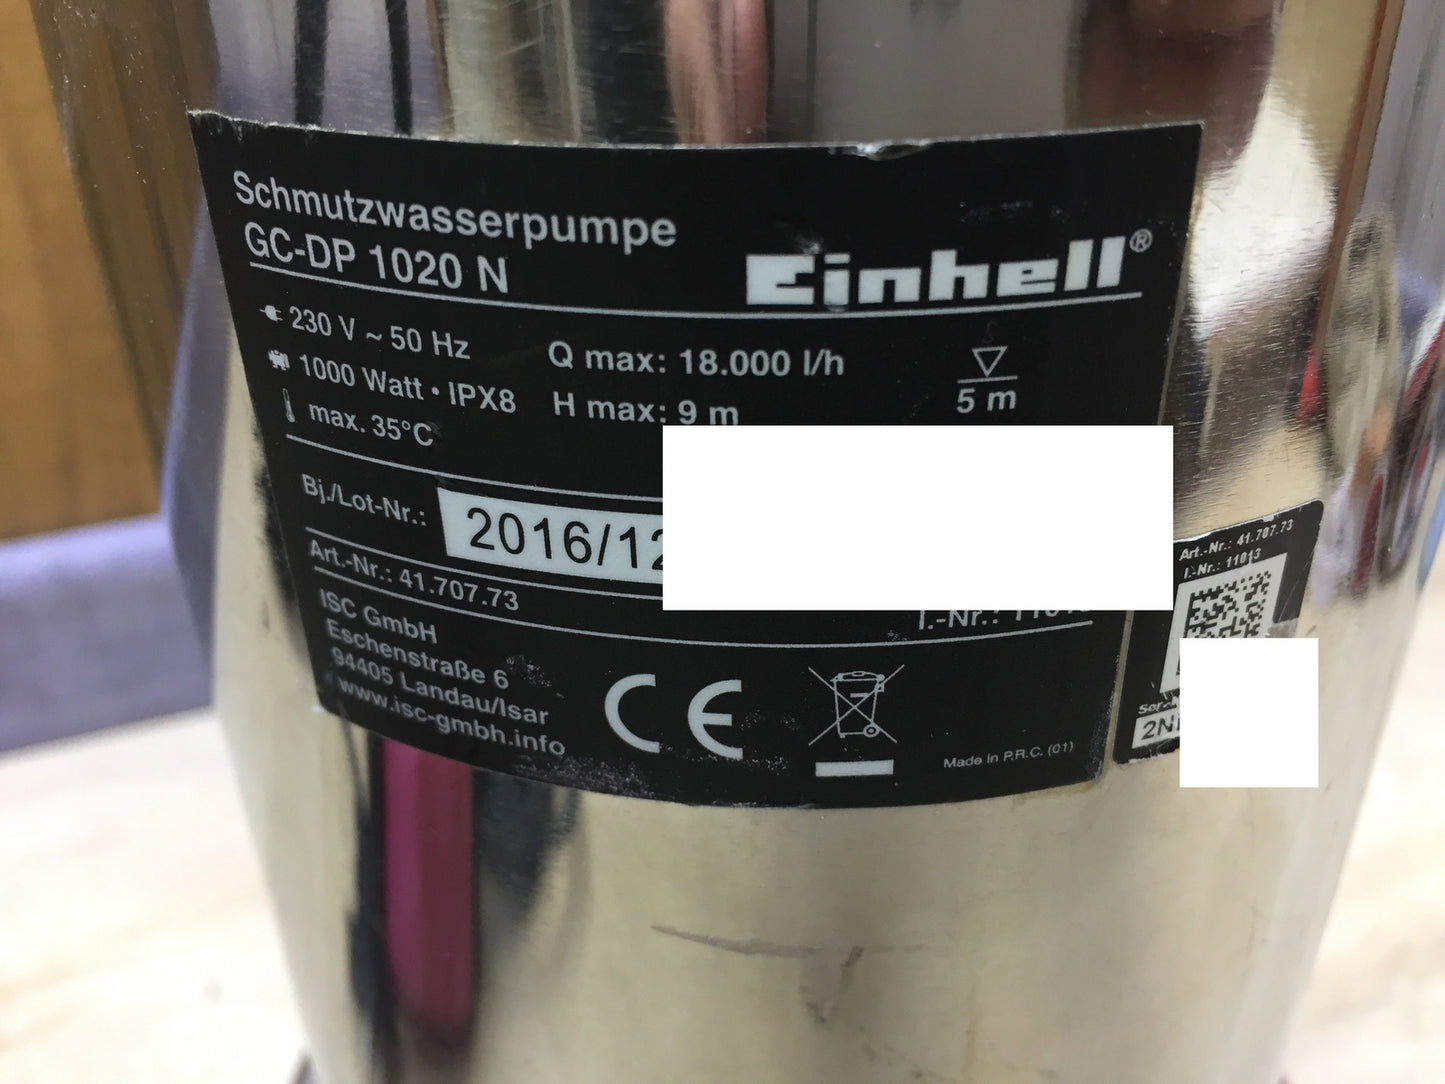 Schmutzwasserpumpe
GC-DP 1020 N
Einhell®
230 V ~ 50 Hz
1000 Watt • IPX8
max. 35°C
Q max: 18.000 l/h
H max: 9 m
5 m
Bj./Lot-Nr.: 2016/12
Art.-Nr.: 41.707.73
I.-Nr.:
ISC GmbH
Eschenstraße 6
94405 Landau/Isar
www.isc-gmbh.info
CE
Made in P.R.C. (01)
Art.-Nr.: 41.707.73
I.-Nr.: 11013